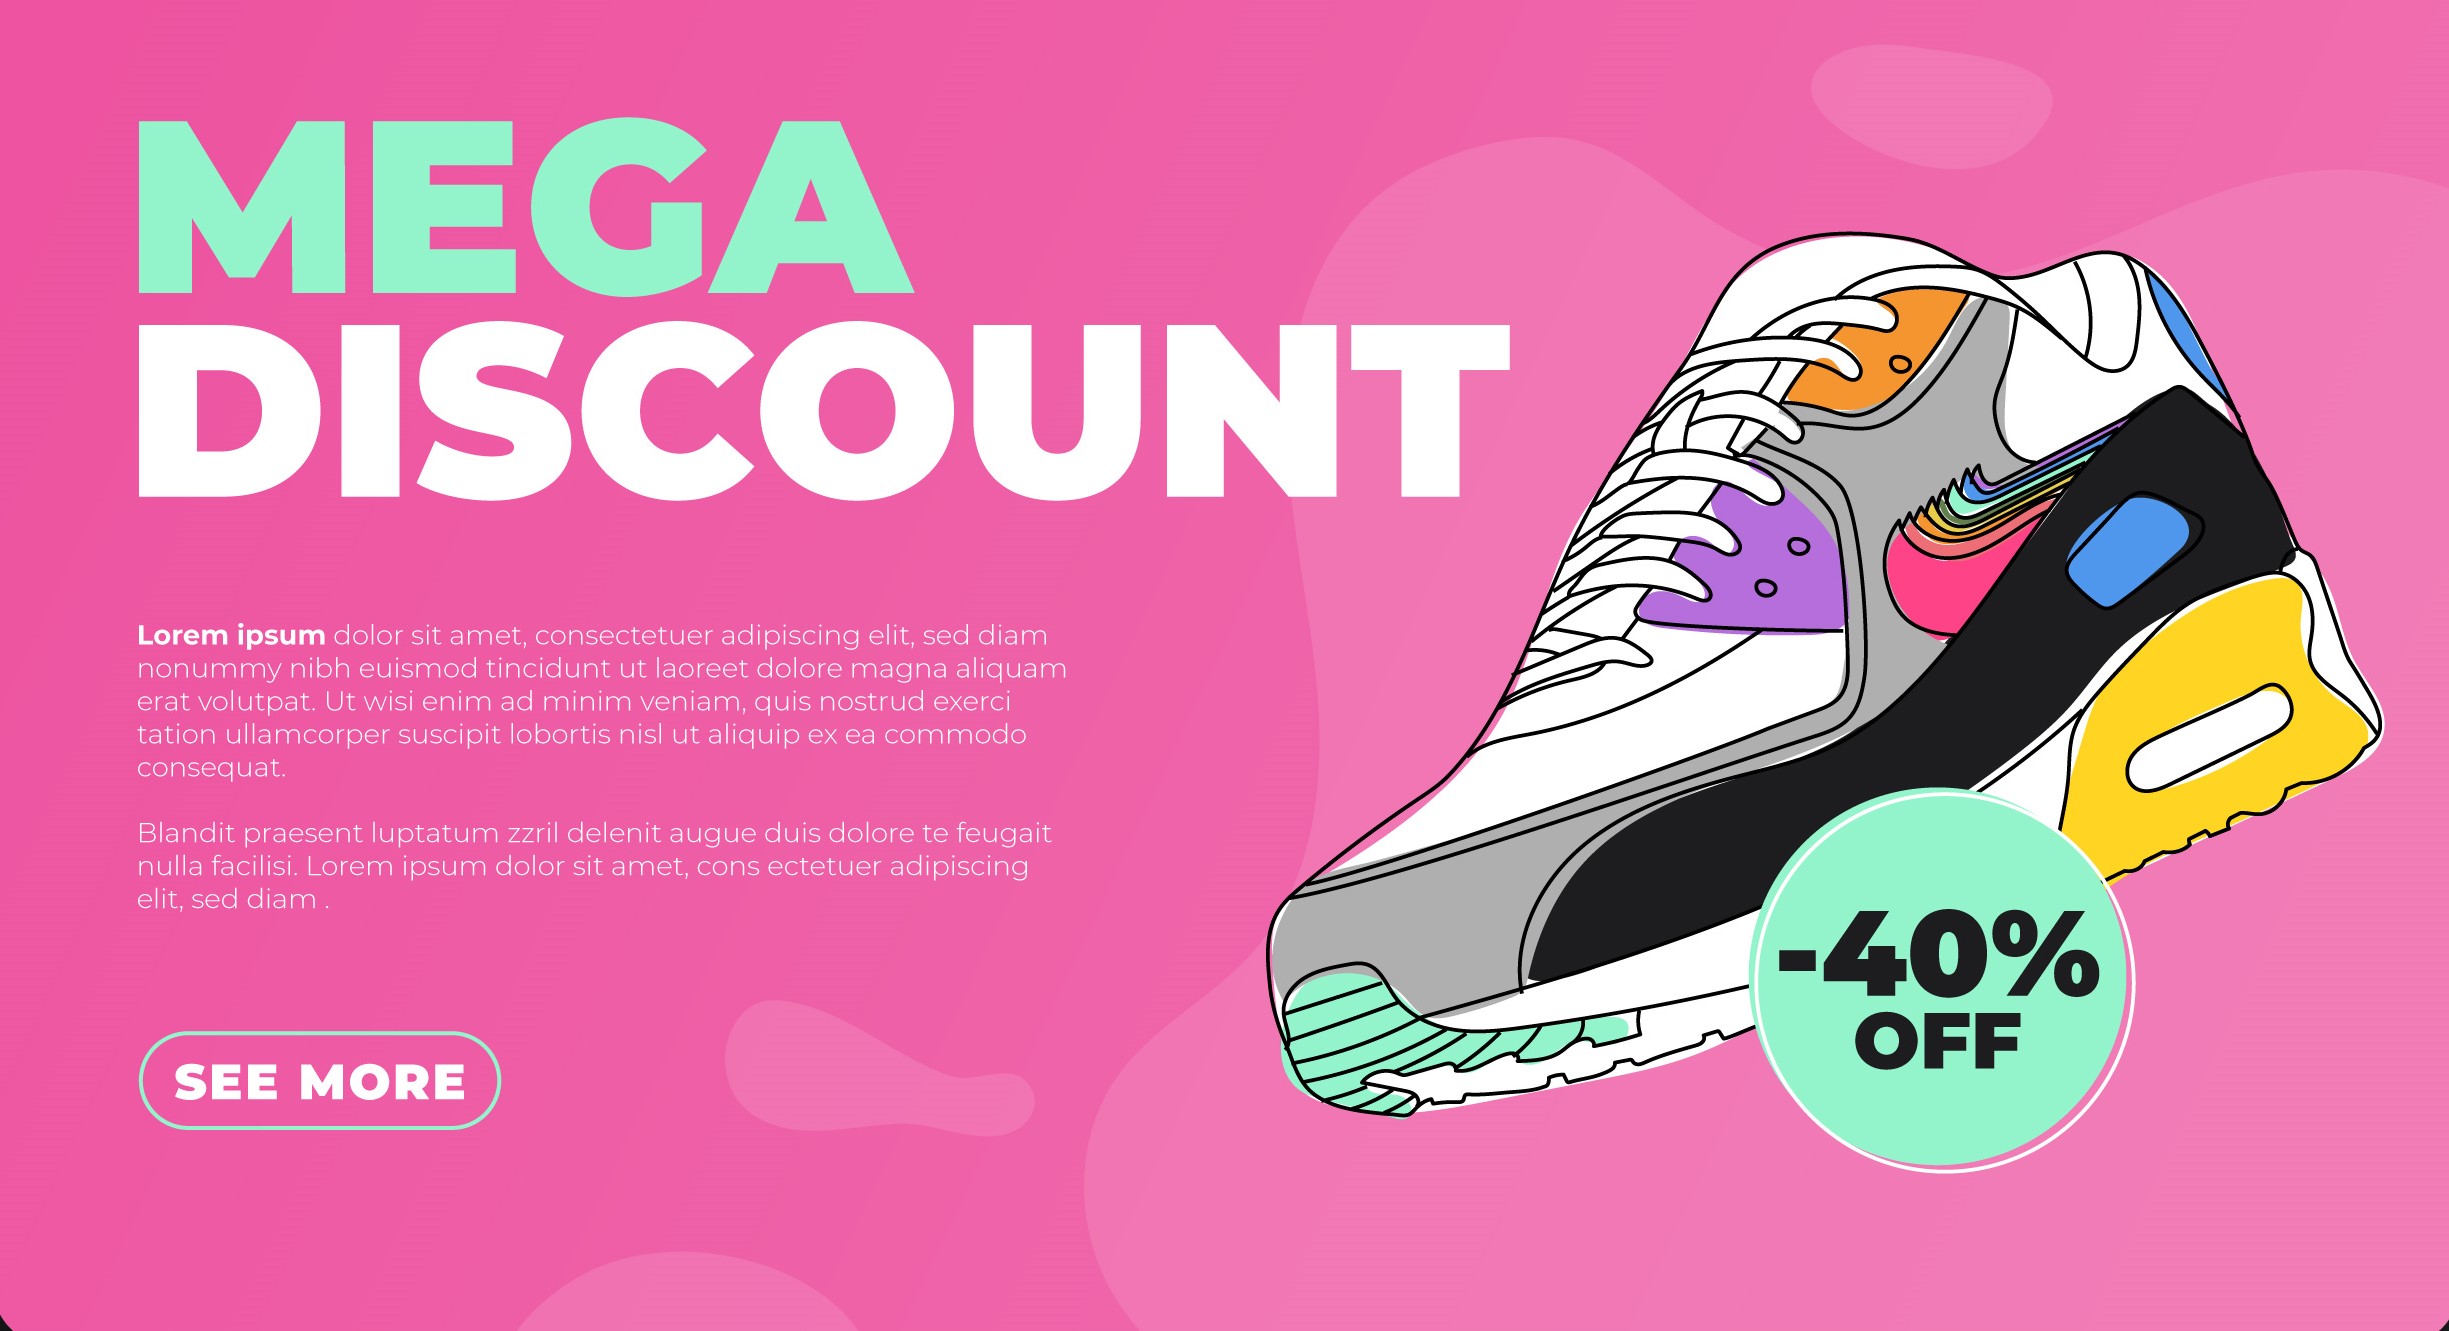 MEGA
DISCOUNT
Lorem ipsum dolor sit amet, consectetuer adipiscing elit, sed diam
nonummy nibh euismod tincidunt ut laoreet dolore magna aliquam
erat volutpat. Ut wisi enim ad minim veniam, quis nostrud exerci
tation ullamcorper suscipit lobortis nisl ut aliquip ex ea commodo
consequat.
Blandit praesent luptatum zzril delenit augue duis dolore te feugait
nulla facilisi. Lorem ipsum dolor sit amet, cons ectetuer adipiscing
elit, sed diam .
SEE MORE
-40%
OFF